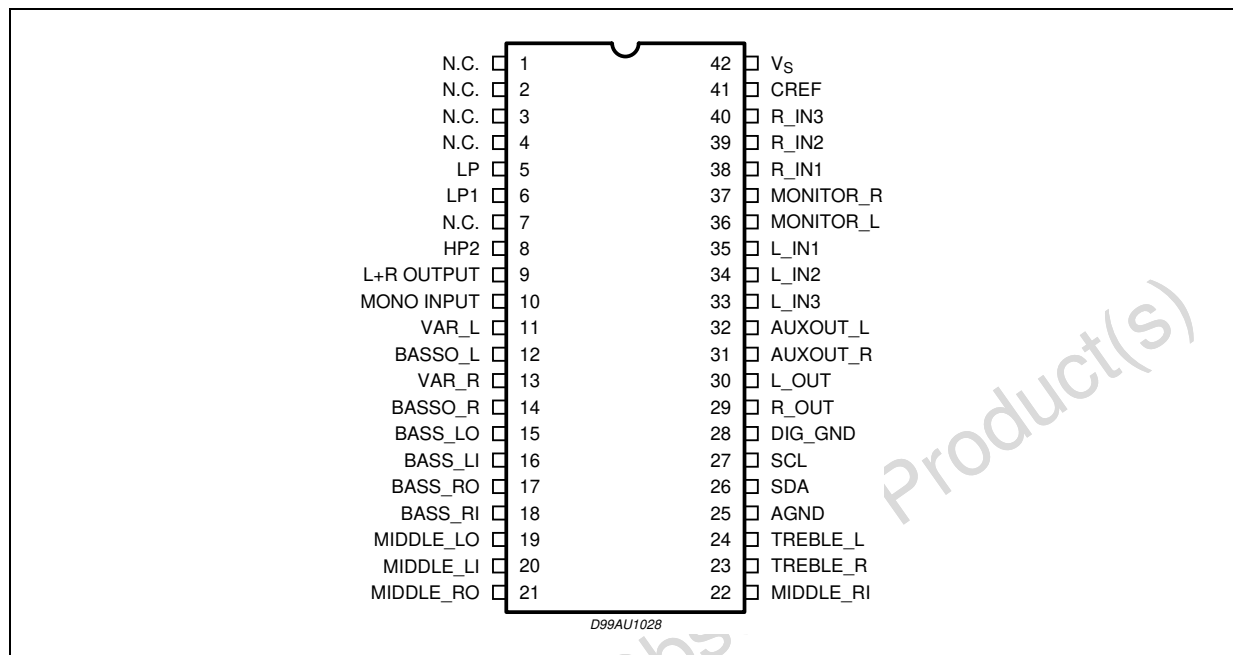 N.C. 1 42 VS
N.C. 2 41 CREF
N.C. 3 40 R_IN3
N.C. 4 39 R_IN2
LP 5 38 R_IN1
LP1 6 37 MONITOR_R
N.C. 7 36 MONITOR_L
HP2 8 35 L_IN1
L+R OUTPUT 9 34 L_IN2
MONO INPUT 10 33 L_IN3
VAR_L 11 32 AUXOUT_L
BASSO_L 12 31 AUXOUT_R
VAR_R 13 30 L_OUT
BASSO_R 14 29 R_OUT
BASS_LO 15 28 DIG_GND
BASS_LI 16 27 SCL
BASS_RO 17 26 SDA
BASS_RI 18 25 AGND
MIDDLE_LO 19 24 TREBLE_L
MIDDLE_LI 20 23 TREBLE_R
MIDDLE_RO 21 22 MIDDLE_RI
D99AU1028
Product(s)